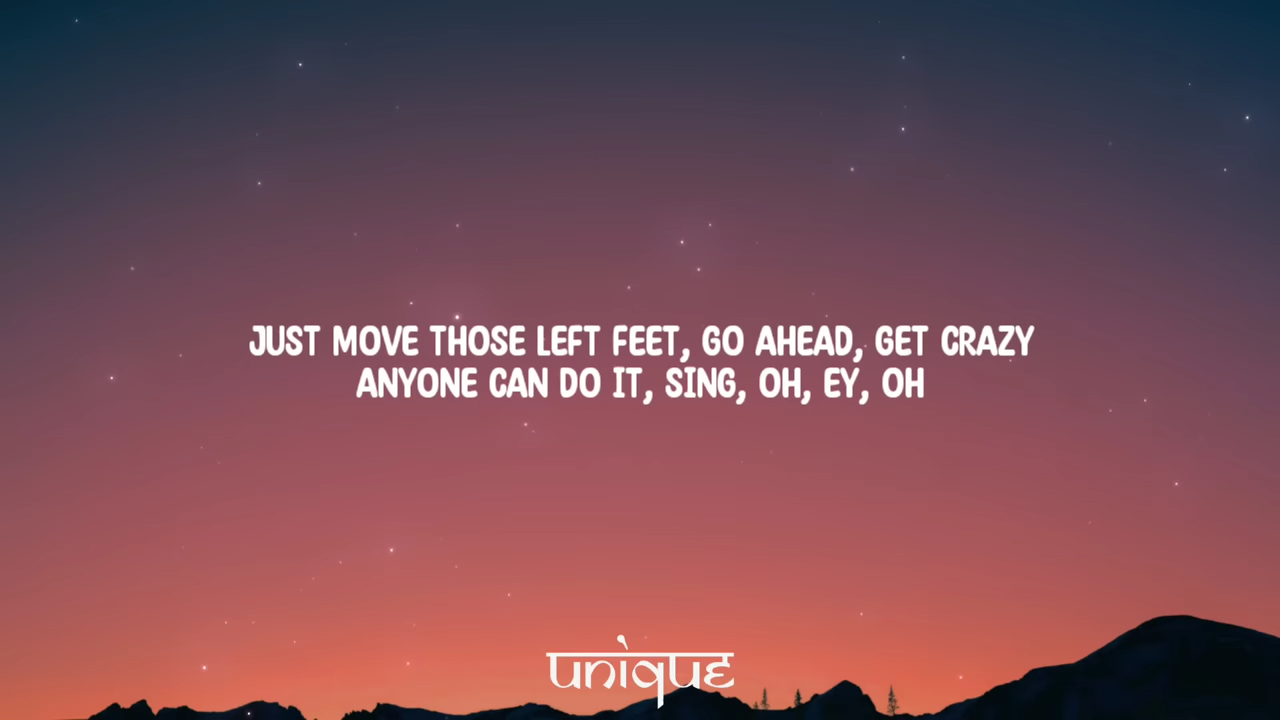 JUST MOVE THOSE LEFT FEET, GO AHEAD, GET CRAZY
ANYONE CAN DO IT, SING, OH, EY, OH
unique